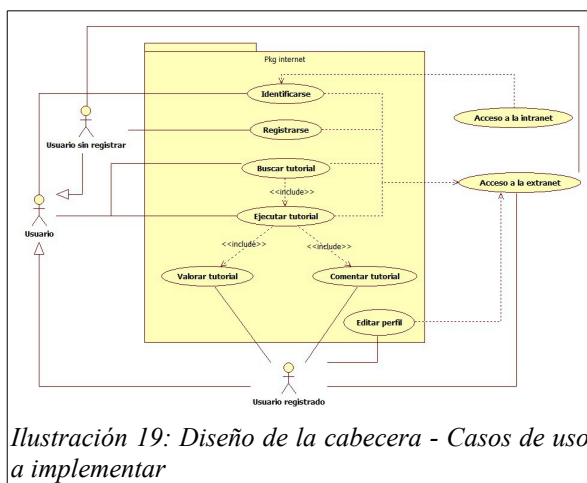 Pkg internet
Identificarse
Acceso a la intranet
Registrarse
Usuario sin registrar
Buscar tutorial
Acceso a la extranet
<<include>>
Ejecutar tutorial
Usuario
<<include>>
<<include>>
Valorar tutorial
Comentar tutorial
Editar perfil
Usuario registrado
Ilustración 19: Diseño de la cabecera - Casos de uso
a implementar